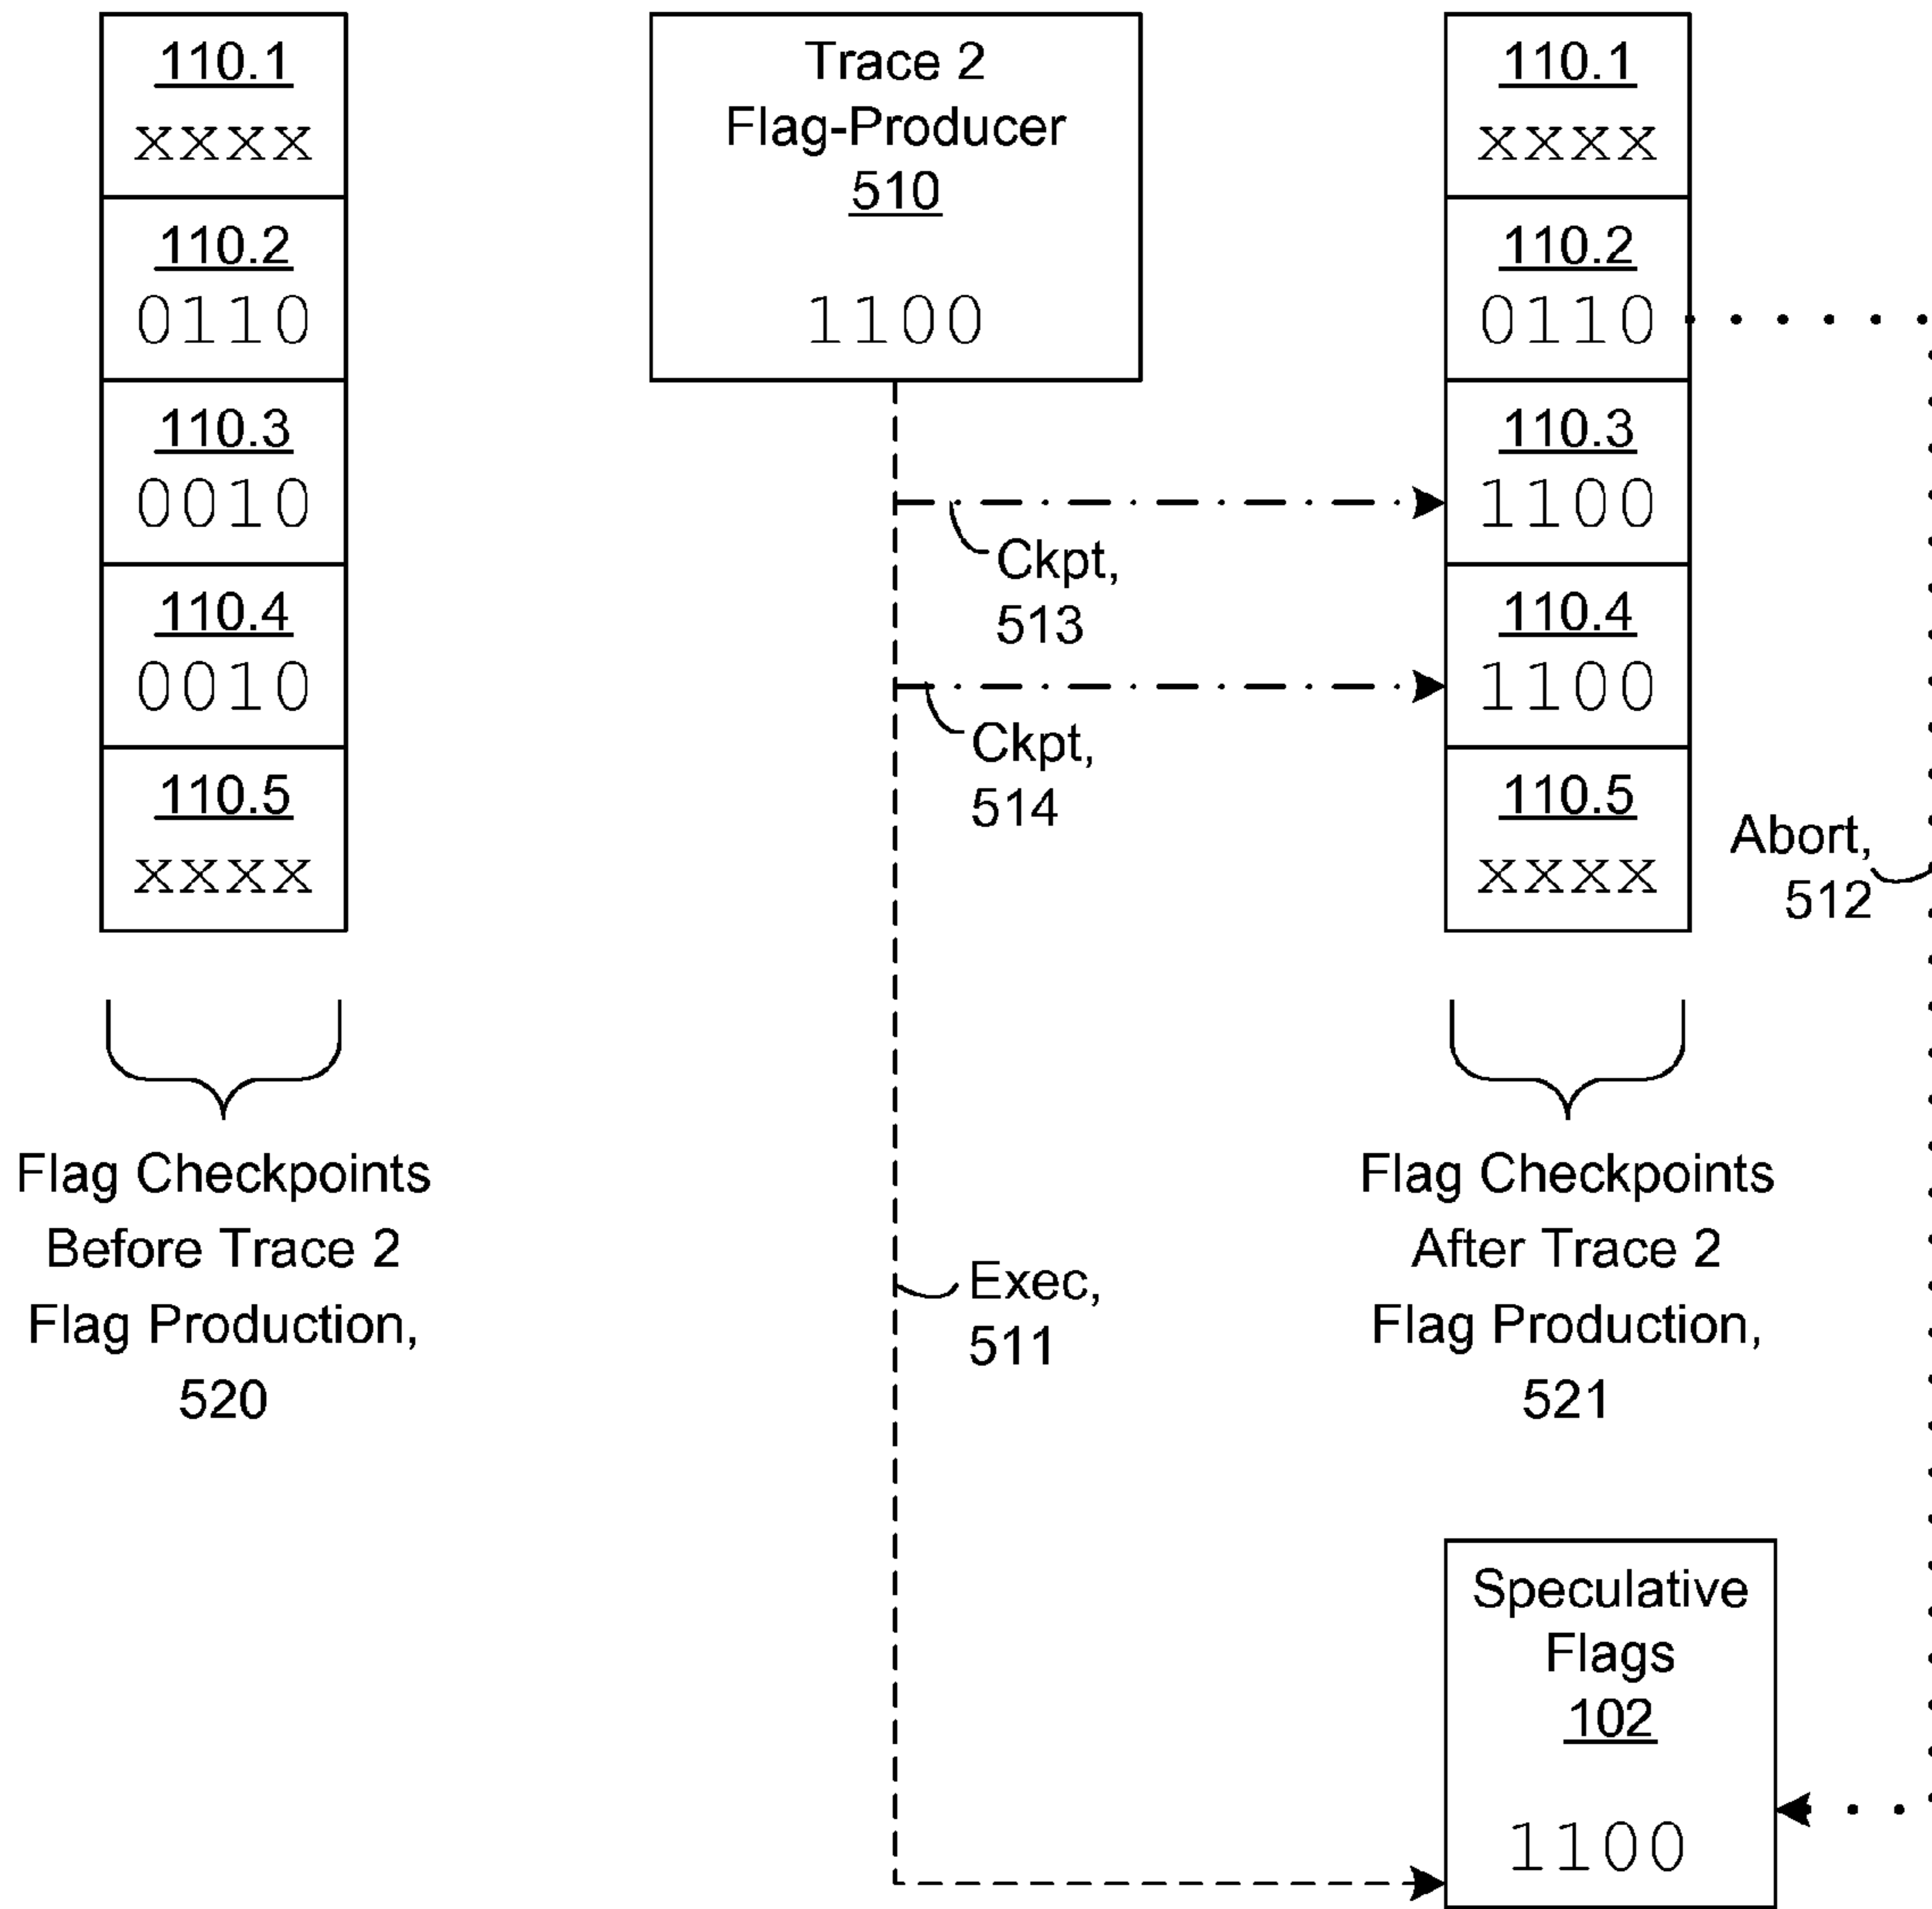 110.1
xxxx
110.2
0110
110.3
0010
110.4
0010
110.5
xxxx
Flag Checkpoints
Before Trace 2
Flag Production,
520
Trace 2
Flag-Producer
510
1100
Ckpt,
513
Ckpt,
514
Exec,
511
110.1
xxxx
110.2
0110
110.3
1100
110.4
1100
110.5
xxxx
Abort,
512
Flag Checkpoints
After Trace 2
Flag Production,
521
Speculative
Flags
102
1100